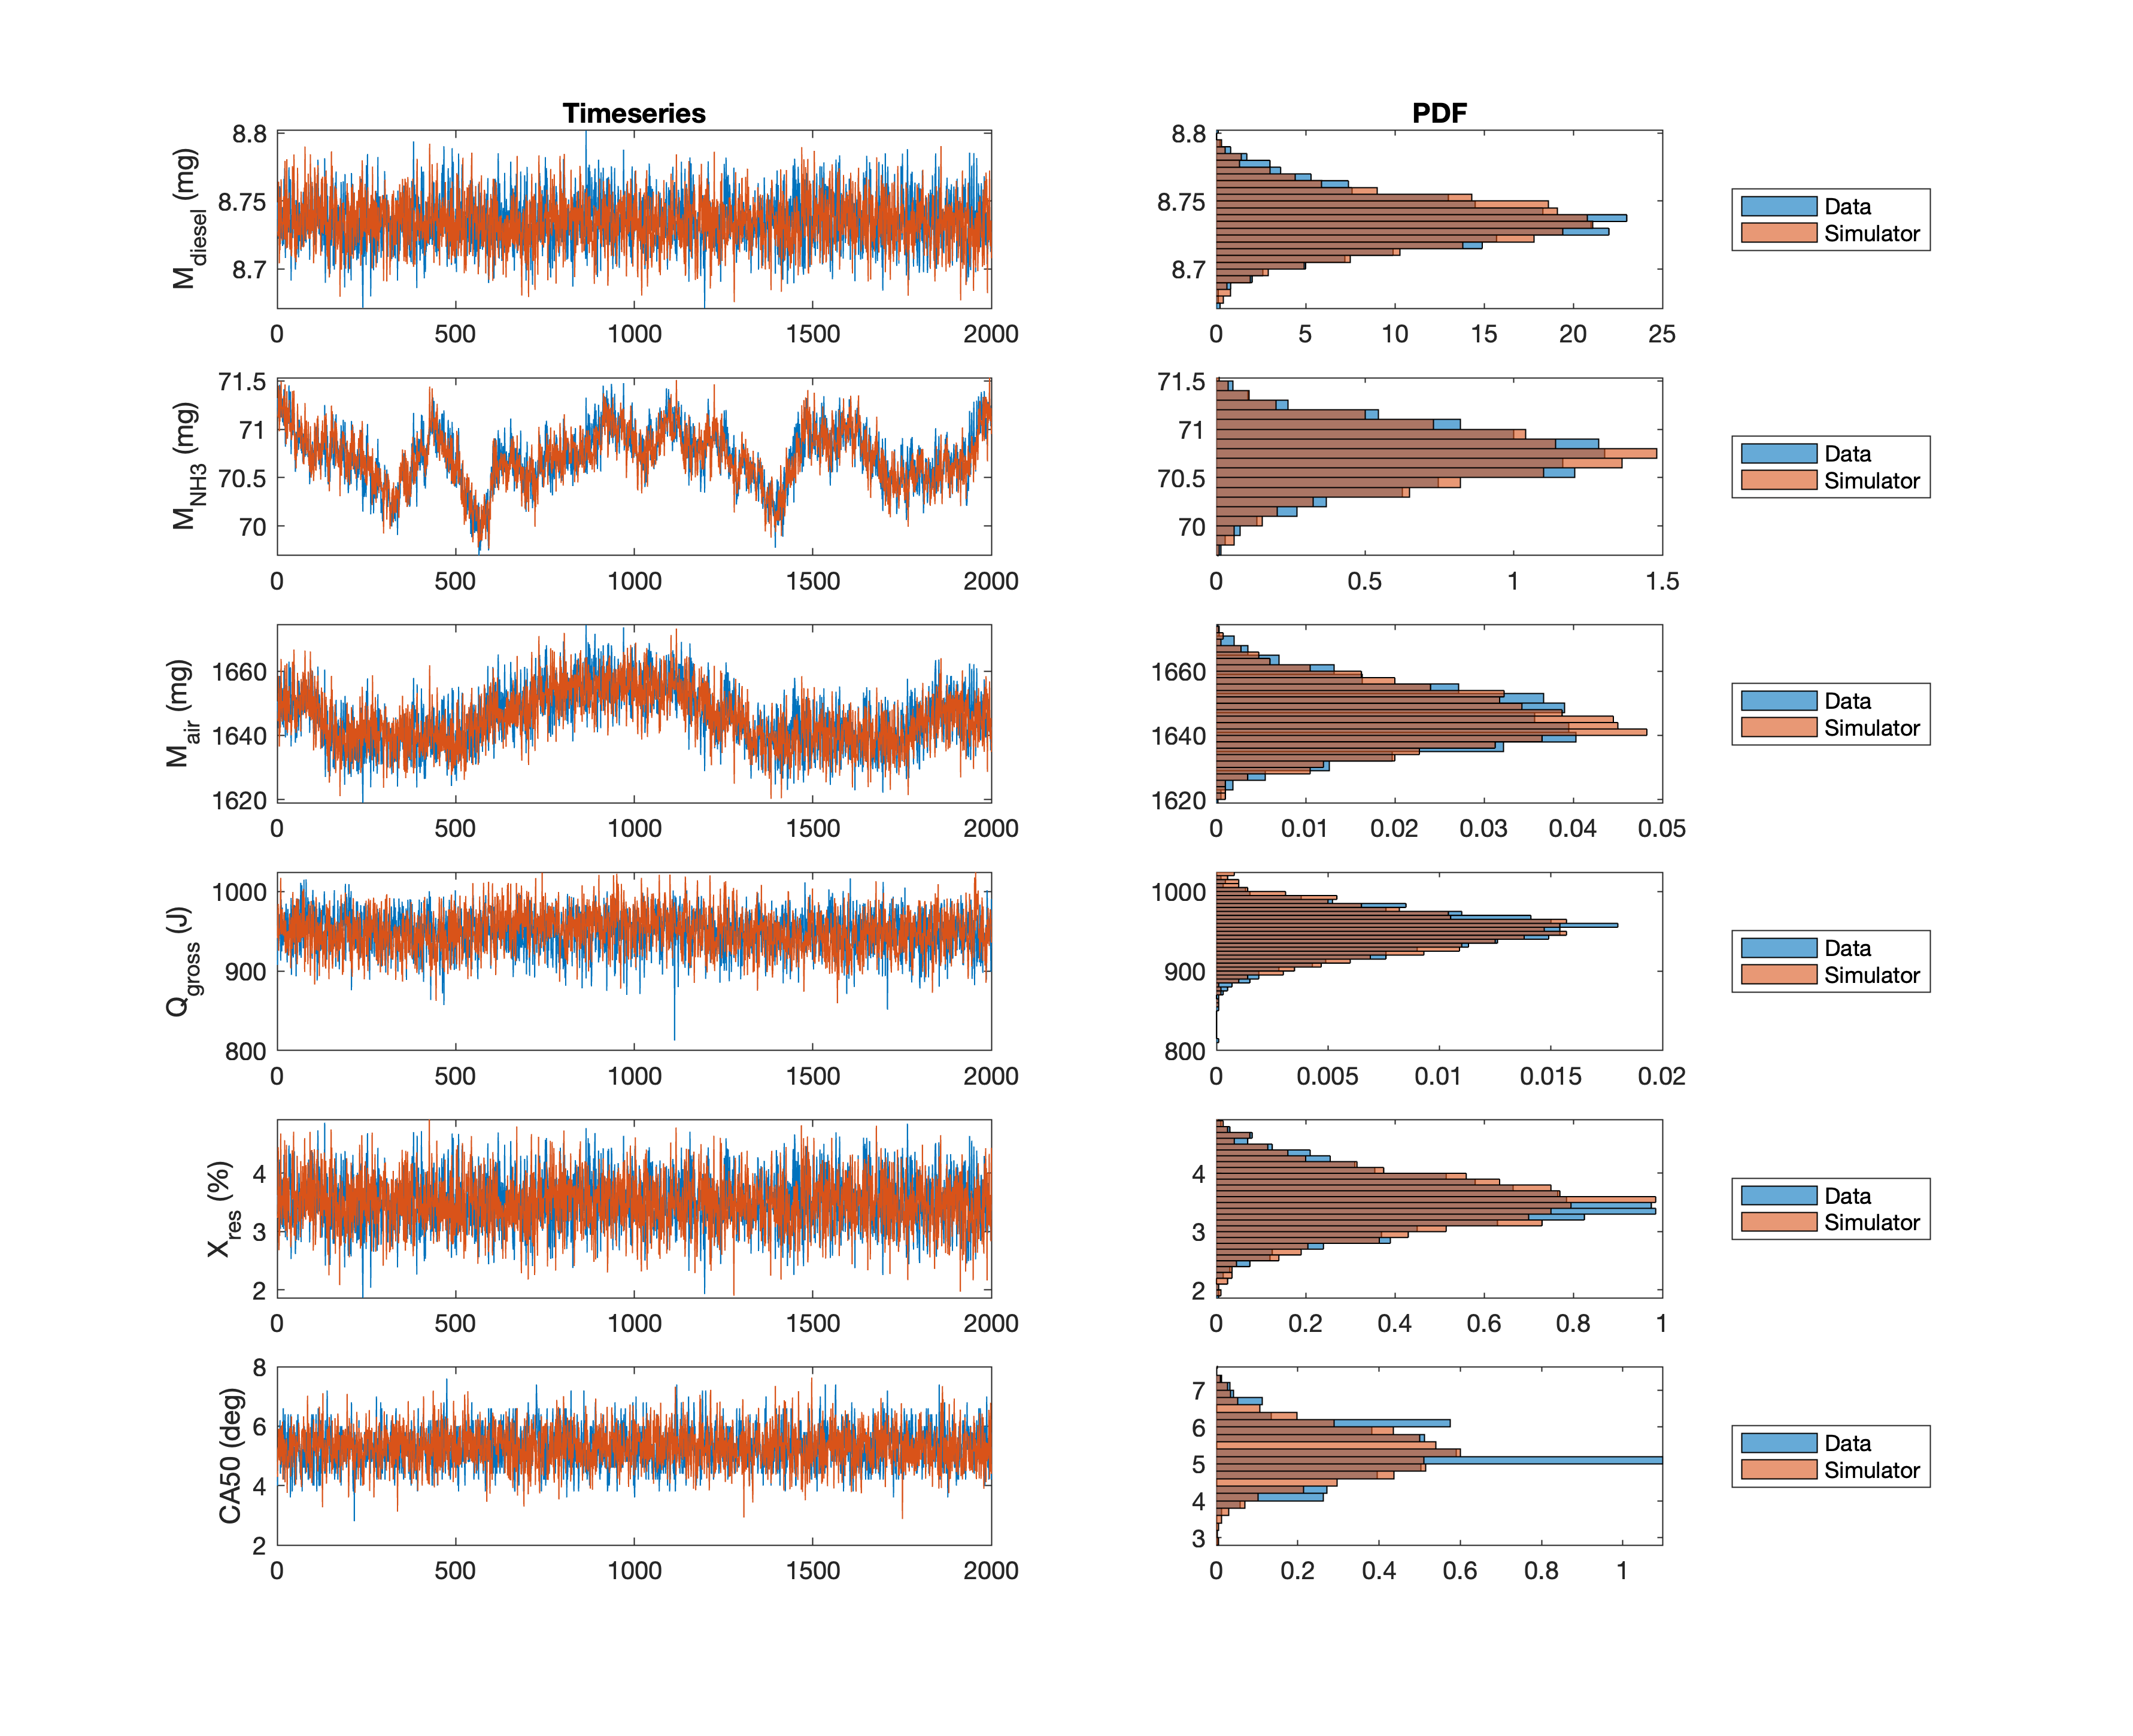 Timeseries
PDF
M_diesel (mg)
8.8
8.75
8.7
0 500 1000 1500 2000
8.8
8.75
8.7
0 5 10 15 20 25
Data
Simulator
M_NH3 (mg)
71.5
71
70.5
70
0 500 1000 1500 2000
71.5
71
70.5
70
0 0.5 1 1.5
Data
Simulator
M_air (mg)
1660
1640
1620
0 500 1000 1500 2000
1660
1640
1620
0 0.01 0.02 0.03 0.04 0.05
Data
Simulator
Q_gross (J)
1000
900
800
0 500 1000 1500 2000
1000
900
800
0 0.005 0.01 0.015 0.02
Data
Simulator
X_res (%)
4
3
2
0 500 1000 1500 2000
4
3
2
0 0.2 0.4 0.6 0.8 1
Data
Simulator
CA50 (deg)
8
6
4
2
0 500 1000 1500 2000
7
6
5
4
3
0 0.2 0.4 0.6 0.8 1
Data
Simulator